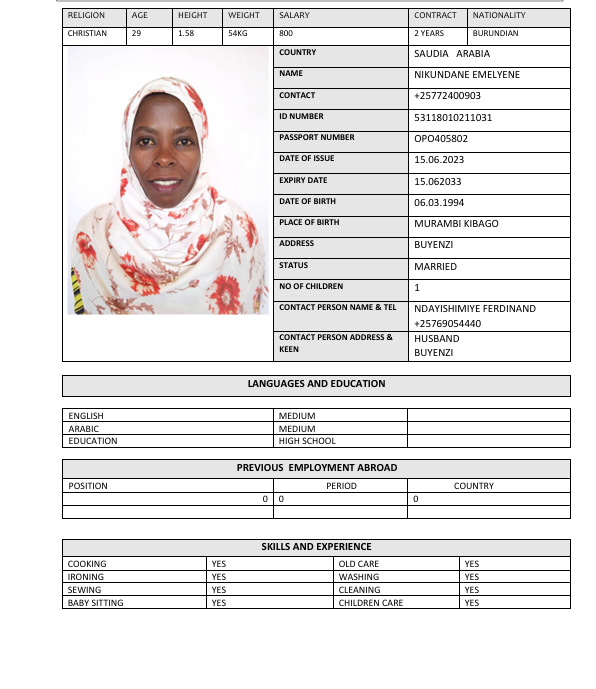 RELIGION AGE HEIGHT WEIGHT SALARY CONTRACT NATIONALITY
CHRISTIAN 29 1.58 54KG 800 2 YEARS BURUNDIAN
COUNTRY SAUDIA ARABIA
NAME NIKUNDANE EMELYENE
CONTACT +25772400903
ID NUMBER 53118010211031
PASSPORT NUMBER OPO405802
DATE OF ISSUE 15.06.2023
EXPIRY DATE 15.062033
DATE OF BIRTH 06.03.1994
PLACE OF BIRTH MURAMBI KIBAGO
ADDRESS BUYENZI
STATUS MARRIED
NO OF CHILDREN 1
CONTACT PERSON NAME & TEL NDAYISHIMIYE FERDINAND
+25769054440
CONTACT PERSON ADDRESS & HUSBAND
KEEN BUYENZI
LANGUAGES AND EDUCATION
ENGLISH MEDIUM
ARABIC MEDIUM
EDUCATION HIGH SCHOOL
PREVIOUS EMPLOYMENT ABROAD
POSITION PERIOD COUNTRY
0 0 0
SKILLS AND EXPERIENCE
COOKING YES OLD CARE YES
IRONING YES WASHING YES
SEWING YES CLEANING YES
BABY SITTING YES CHILDREN CARE YES